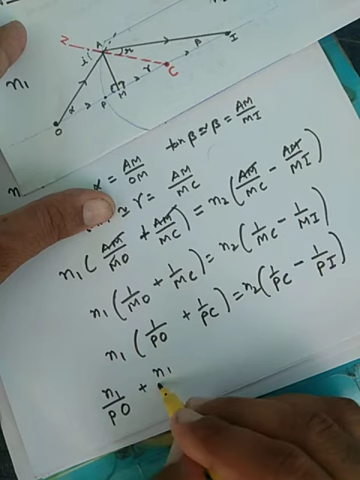 N
A
i
r
n₁
I
O α P M γ C β
n
α = AM/OM
tan β ≃ β = AM/MI
≃ γ = AM/MC
n₁ ( AM/MO + AM/MC ) = n₂ ( AM/MC - AM/MI )
n₁ ( 1/MO + 1/MC ) = n₂ ( 1/MC - 1/MI )
n₁ ( 1/PO + 1/PC ) = n₂ ( 1/PC - 1/PI )
n₁/PO + n₁